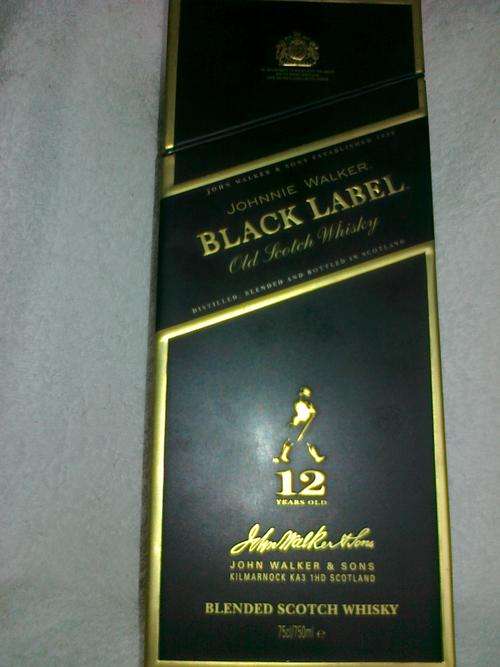 JOHN WALKER & SONS ESTABLISHED 1820
JOHNNIE WALKER
BLACK LABEL
Old Scotch Whisky
DISTILLED, BLENDED AND BOTTLED IN SCOTLAND
12
YEARS OLD
John Walker & Sons
JOHN WALKER & SONS
KILMARNOCK KA3 1HD SCOTLAND
BLENDED SCOTCH WHISKY
75cl/750ml e